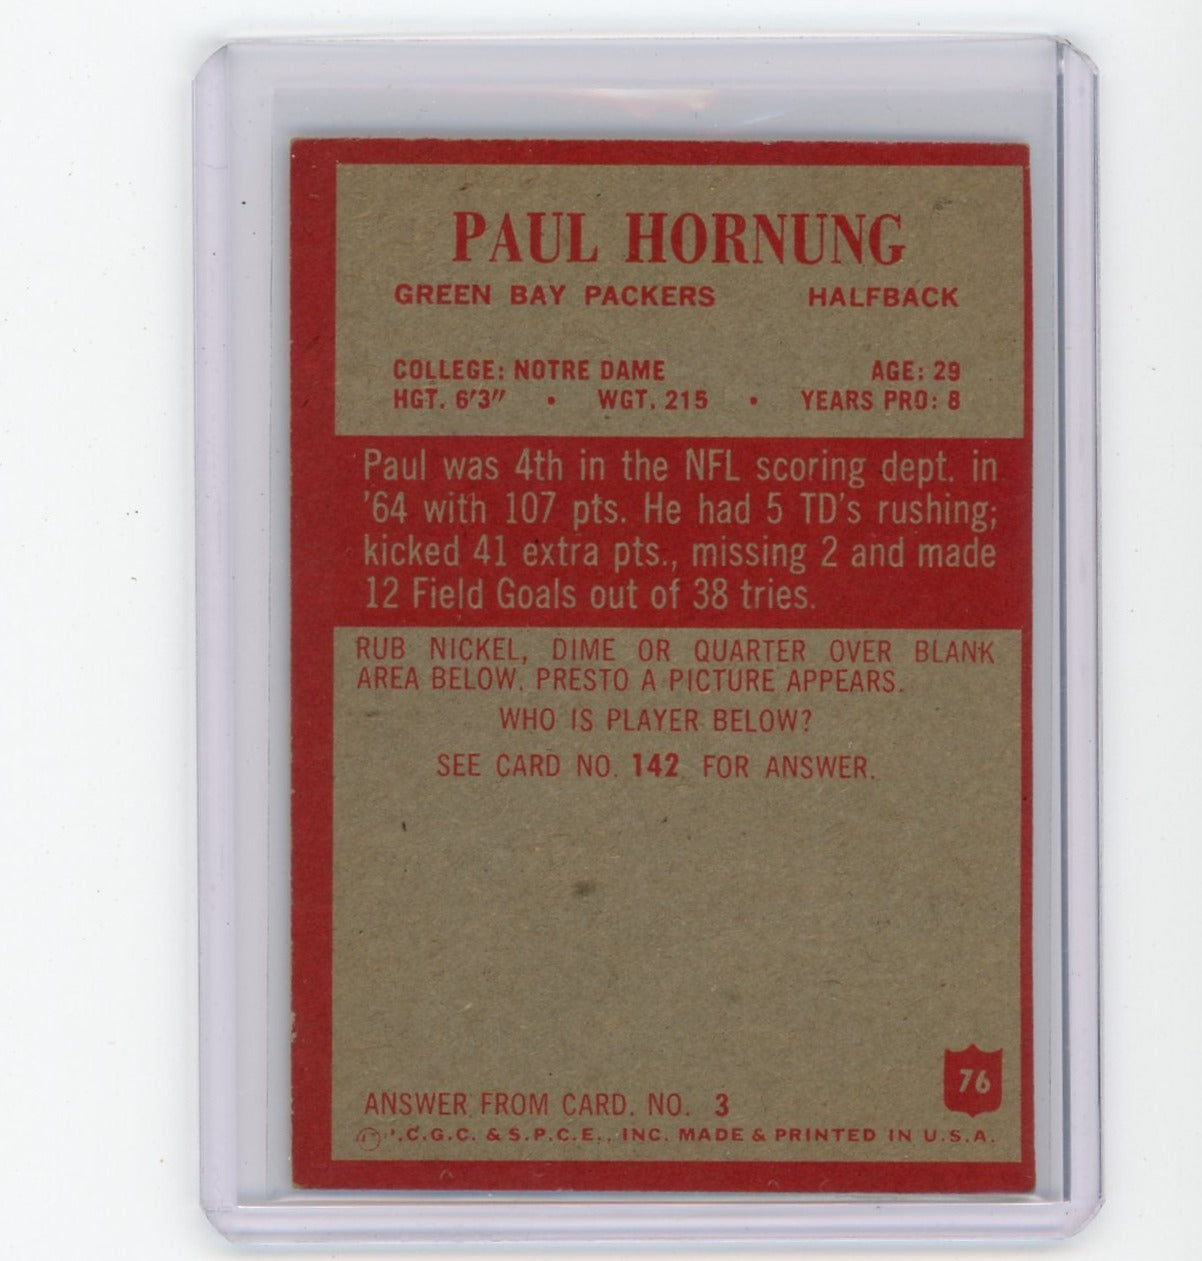 PAUL HORNUNG
GREEN BAY PACKERS HALFBACK
COLLEGE: NOTRE DAME AGE: 29
HGT. 6'3" • WGT. 215 • YEARS PRO: 8
Paul was 4th in the NFL scoring dept. in
'64 with 107 pts. He had 5 TD's rushing;
kicked 41 extra pts., missing 2 and made
12 Field Goals out of 38 tries.
RUB NICKEL, DIME OR QUARTER OVER BLANK
AREA BELOW. PRESTO A PICTURE APPEARS.
WHO IS PLAYER BELOW?
SEE CARD NO. 142 FOR ANSWER.
76
ANSWER FROM CARD. NO. 3
.C.G.C. & S.P.C.E., INC. MADE & PRINTED IN U.S.A.